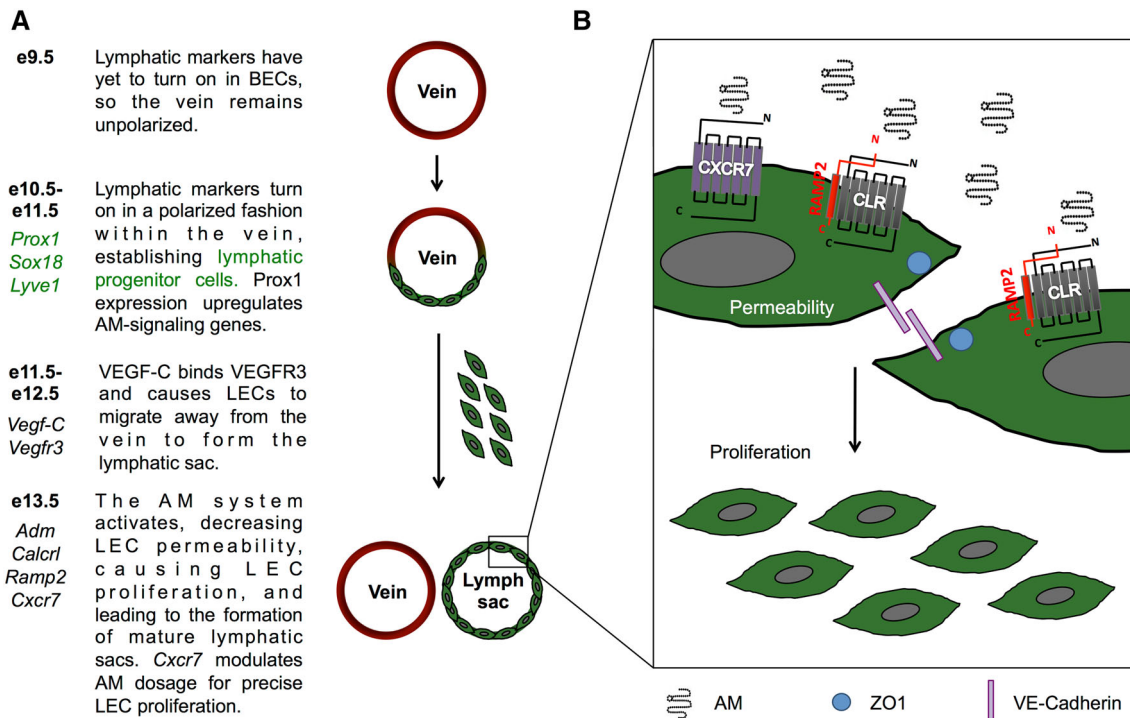 A
e9.5
Lymphatic markers have
yet to turn on in BECs,
so the vein remains
unpolarized.
Vein
e10.5-
e11.5
Prox1
Sox18
Lyve1
Lymphatic markers turn
on in a polarized fashion
within the vein,
establishing lymphatic
progenitor cells. Prox1
expression upregulates
AM-signaling genes.
Vein
e11.5-
e12.5
Vegf-C
Vegfr3
VEGF-C binds VEGFR3
and causes LECs to
migrate away from the
vein to form the
lymphatic sac.
e13.5
Adm
Calcrl
Ramp2
Cxcr7
The AM system
activates, decreasing
LEC permeability,
causing LEC
proliferation, and
leading to the formation
of mature lymphatic
sacs. Cxcr7 modulates
AM dosage for precise
LEC proliferation.
Vein
Lymph
sac
B
N
CXCR7
C
N
N
RAMP2
CLR
C
C
N
N
RAMP2
CLR
C
C
Permeability
Proliferation
AM
ZO1
VE-Cadherin